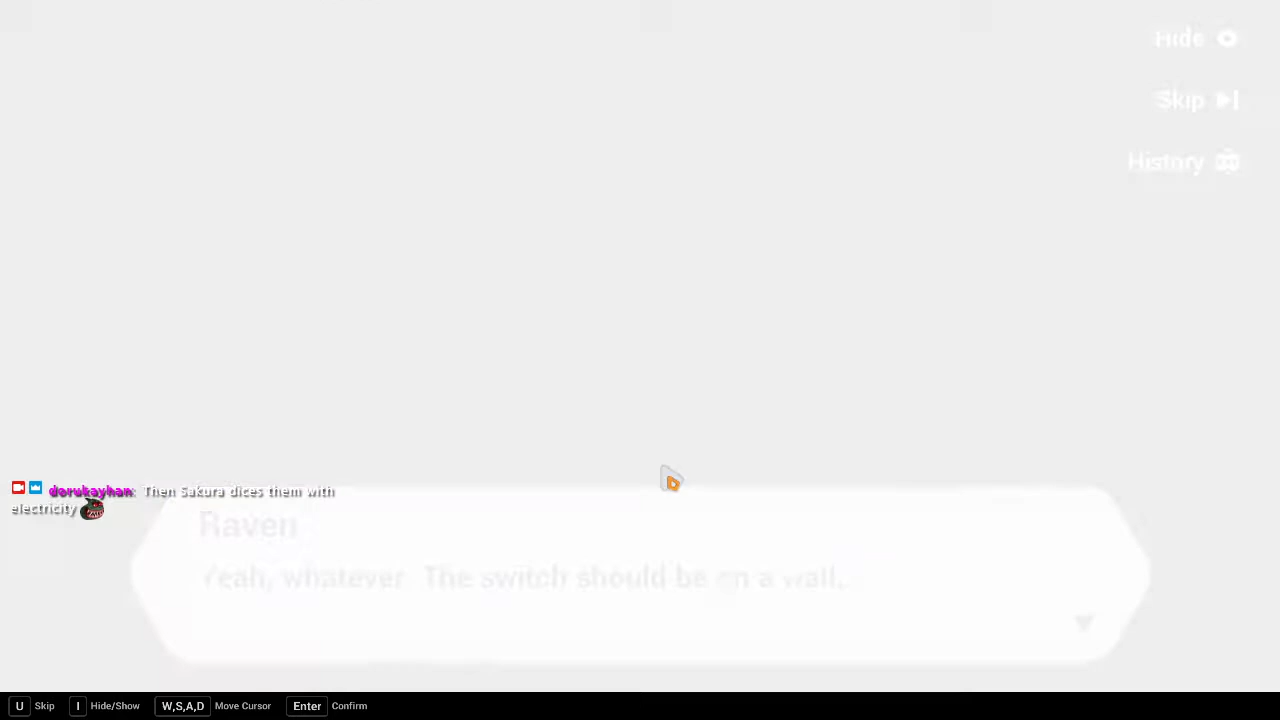 Hide
Skip
History
dorukayhan: Then Sakura dices them with
electricity
Raven
Yeah, whatever. The switch should be on a wall.
U Skip I Hide/Show W,S,A,D Move Cursor Enter Confirm